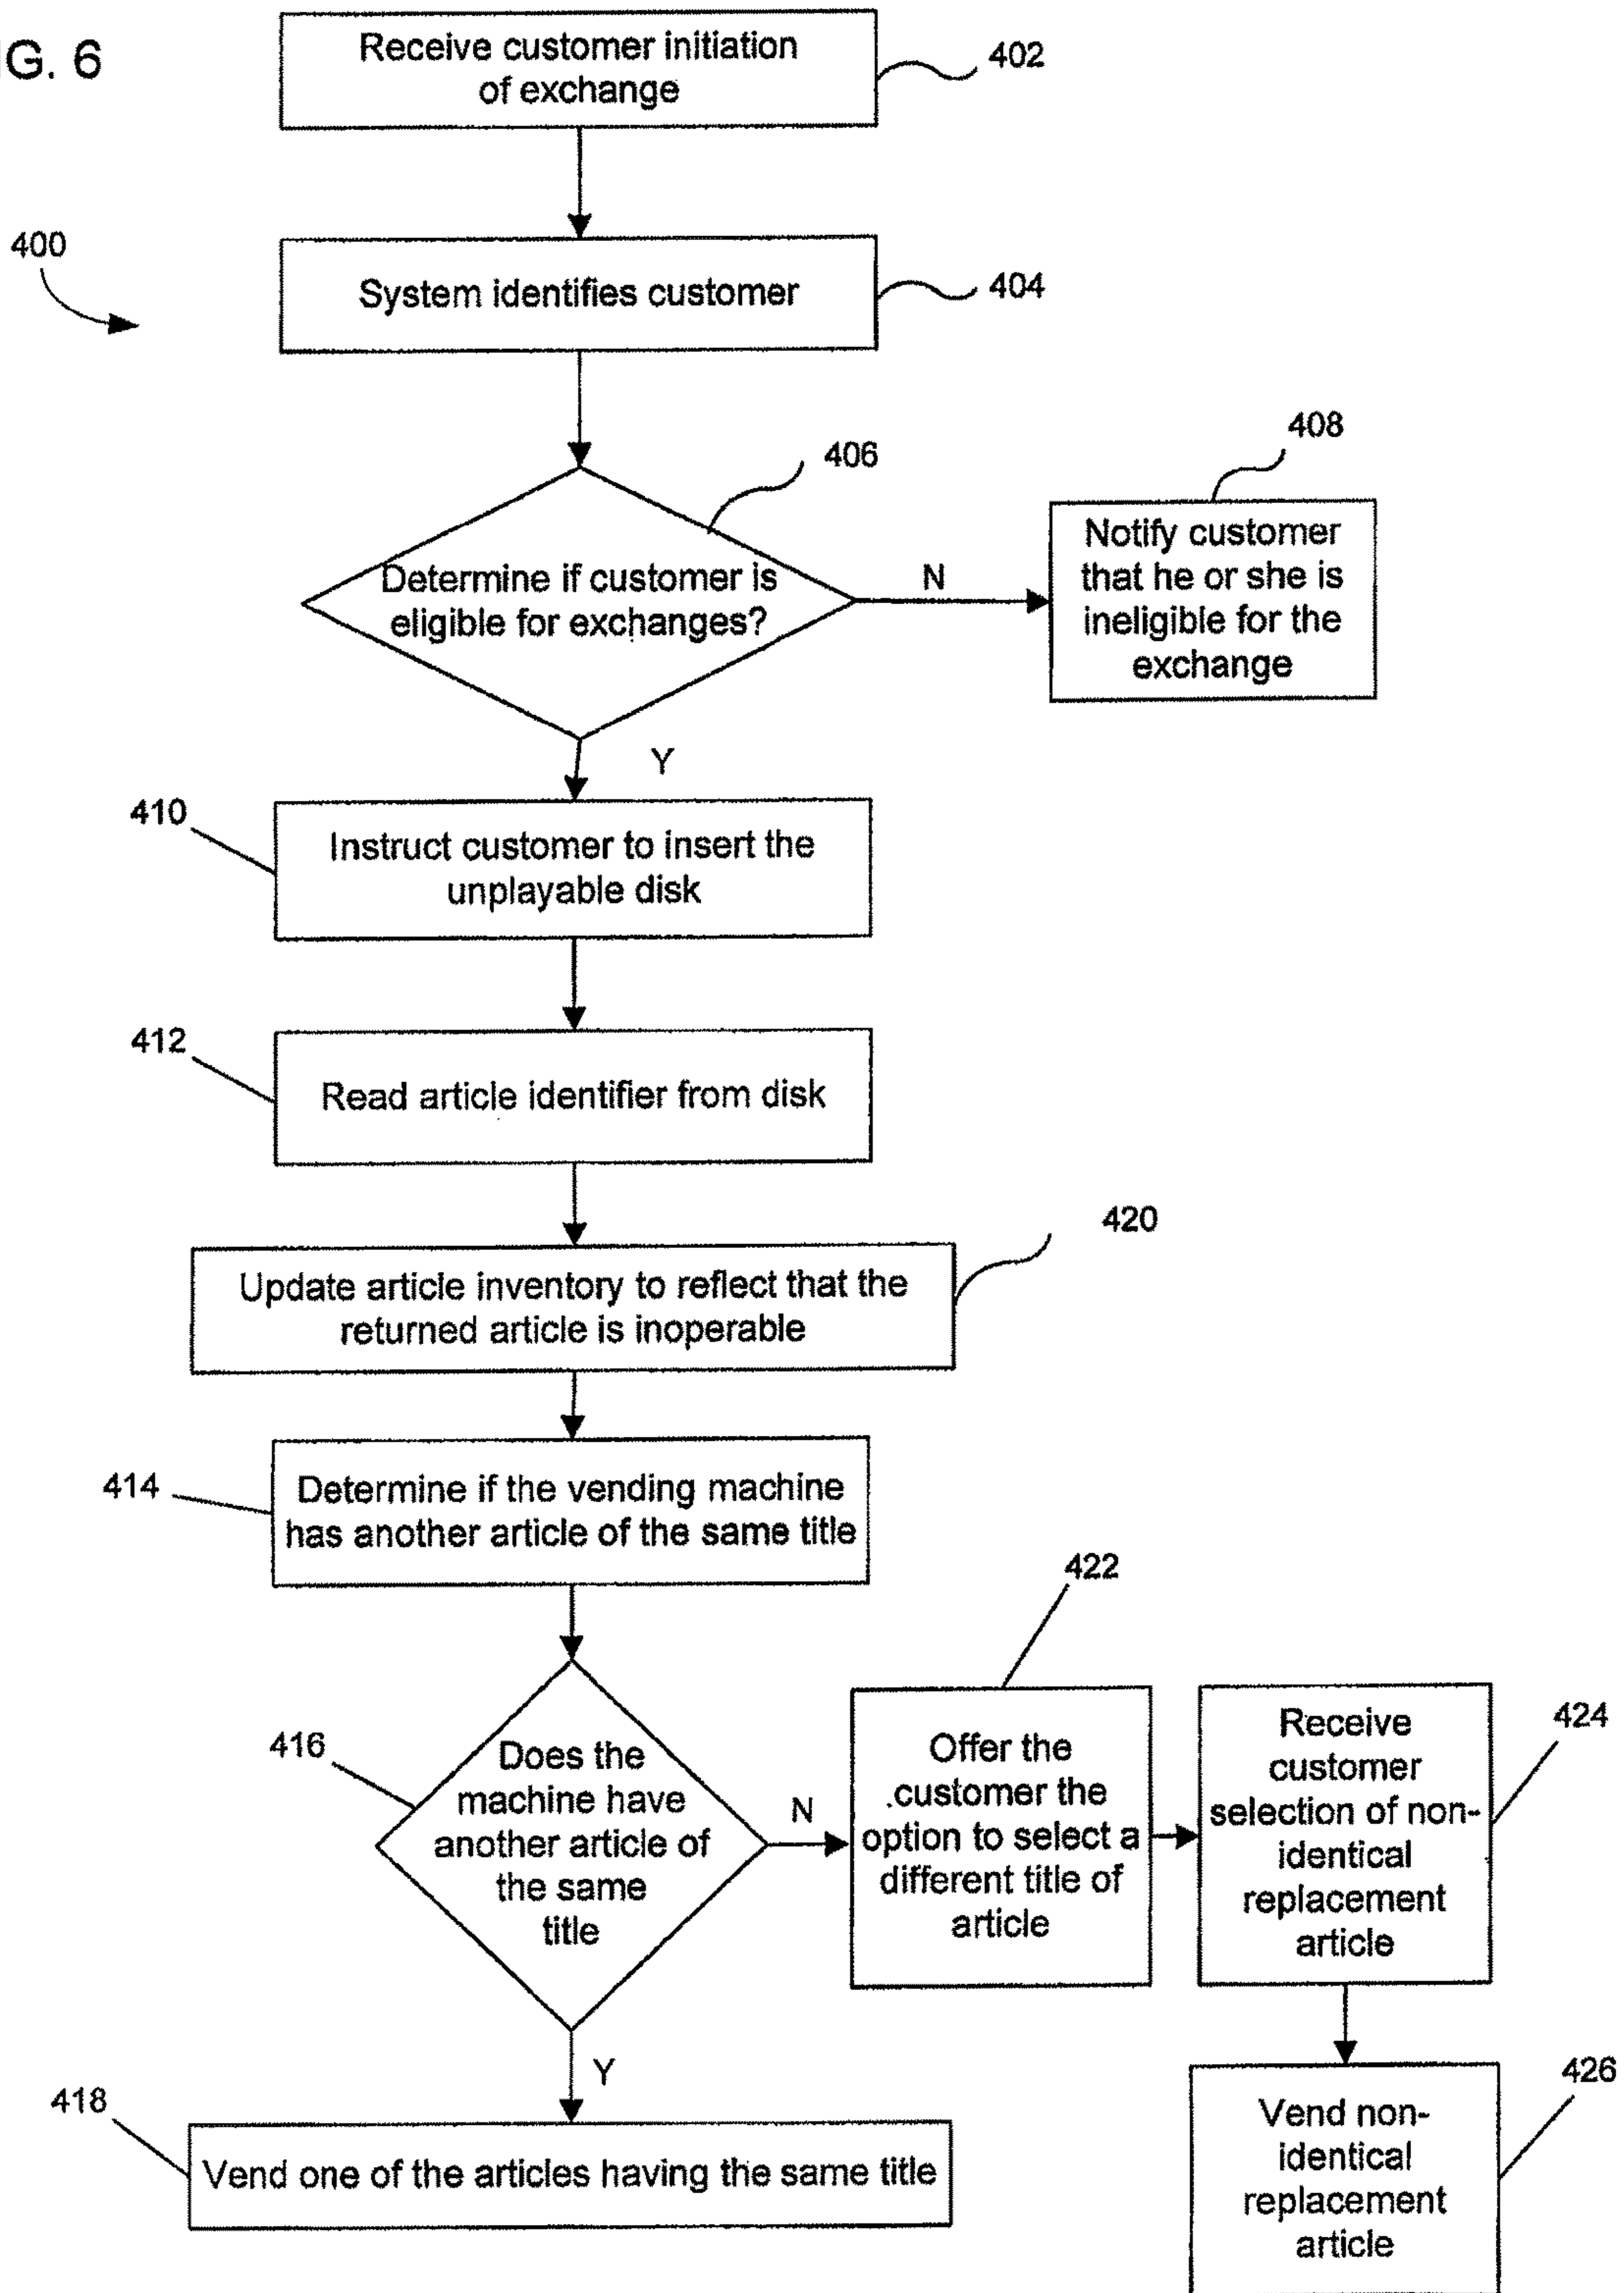 IG. 6
Receive customer initiation
of exchange
402
400
System identifies customer
404
406
408
Determine if customer is
eligible for exchanges?
N
Notify customer
that he or she is
ineligible for the
exchange
Y
410
Instruct customer to insert the
unplayable disk
412
Read article identifier from disk
420
Update article inventory to reflect that the
returned article is inoperable
414
Determine if the vending machine
has another article of the same title
422
416
Does the
machine have
another article of
the same
title
N
Offer the
customer the
option to select a
different title of
article
Receive
customer
selection of non-
identical
replacement
article
424
Y
418
Vend one of the articles having the same title
Vend non-
identical
replacement
article
426